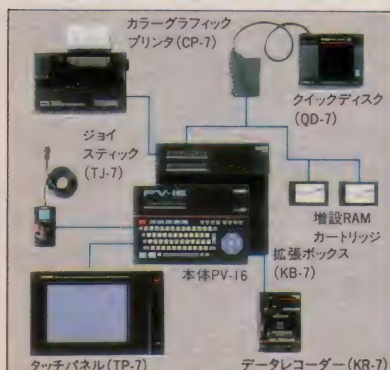 カラーグラフィック
プリンタ(CP-7)
クイックディスク
(QD-7)
ジョイ
スティック
(TJ-7)
PV-16
増設RAM
カートリッジ
拡張ボックス
(KB-7)
本体PV-16
タッチパネル(TP-7)
データレコーダー(KR-7)